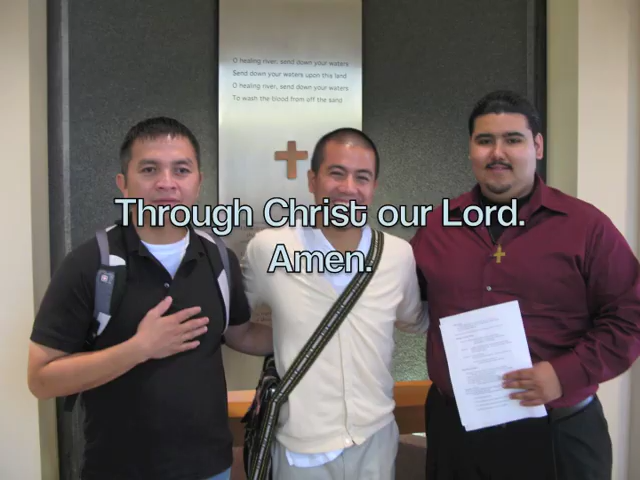 O healing river, send down your waters
Send down your waters upon this land
O healing river, send down your waters
To wash the blood from off the sand
Through Christ our Lord.
Amen.